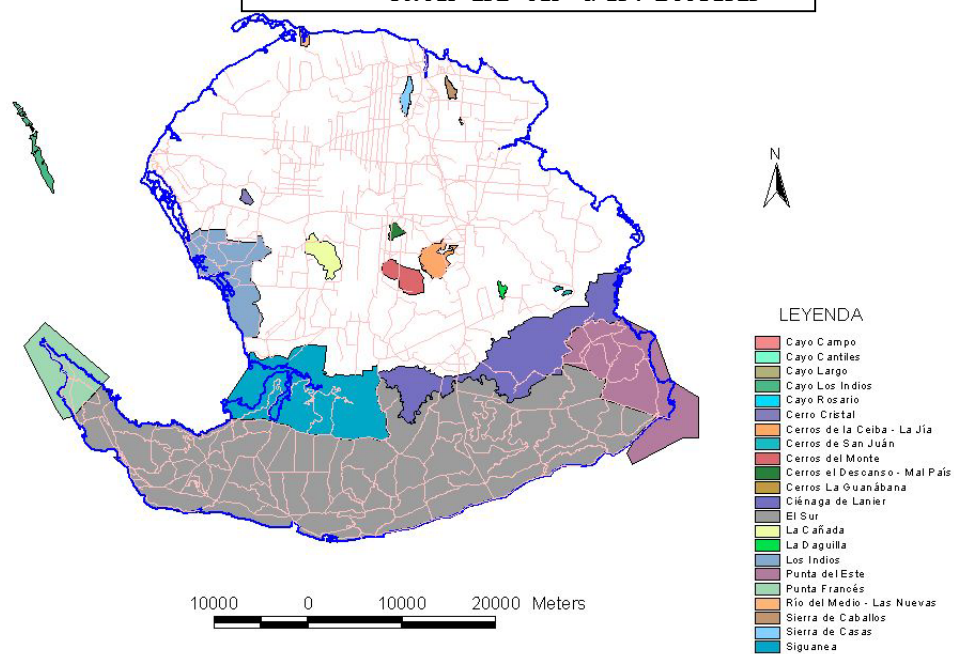 N
LEYENDA
Cayo Campo
Cayo Cantiles
Cayo Largo
Cayo Los Indios
Cayo Rosario
Cerro Cristal
Cerros de la Ceiba - La Jía
Cerros de San Juán
Cerros del Monte
Cerros el Descanso - Mal País
Cerros La Guanábana
Ciénaga de Lanier
El Sur
La Cañada
La Daguilla
Los Indios
Punta del Este
Punta Francés
Río del Medio - Las Nuevas
Sierra de Caballos
Sierra de Casas
Siguanea
10000 0 10000 20000 Meters